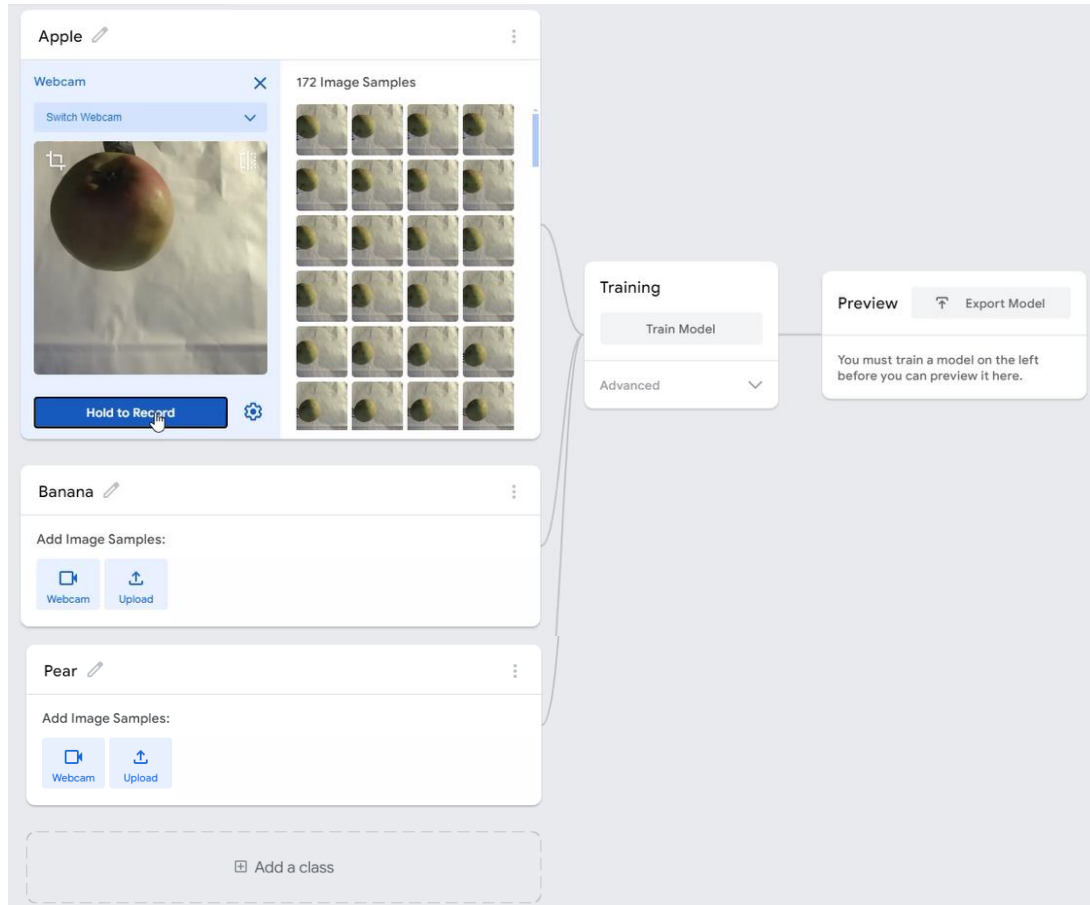 Apple
Webcam
172 Image Samples
Switch Webcam
Hold to Record
Banana
Add Image Samples:
Webcam
Upload
Pear
Add Image Samples:
Webcam
Upload
Add a class
Training
Train Model
Advanced
Preview
Export Model
You must train a model on the left
before you can preview it here.